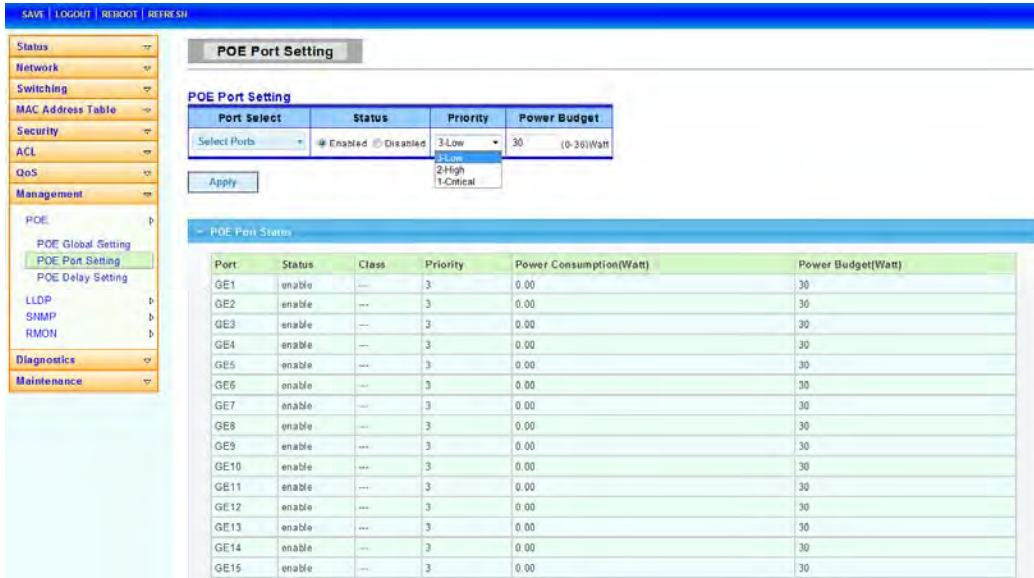 SAVE | LOGOUT | REBOOT | REFRESH
Status
Network
Switching
MAC Address Table
Security
ACL
QoS
Management
POE
POE Global Setting
POE Port Setting
POE Delay Setting
LLDP
SNMP
RMON
Diagnostics
Maintenance
POE Port Setting
POE Port Setting
Port Select Status Priority Power Budget
Select Ports Enabled Disabled 3-Low 30 (0-36)Watt
3-Low
2-High
1-Critical
Apply
POE Port Status
Port Status Class Priority Power Consumption(Watt) Power Budget(Watt)
GE1 enable --- 3 0.00 30
GE2 enable --- 3 0.00 30
GE3 enable --- 3 0.00 30
GE4 enable --- 3 0.00 30
GE5 enable --- 3 0.00 30
GE6 enable --- 3 0.00 30
GE7 enable --- 3 0.00 30
GE8 enable --- 3 0.00 30
GE9 enable --- 3 0.00 30
GE10 enable --- 3 0.00 30
GE11 enable --- 3 0.00 30
GE12 enable --- 3 0.00 30
GE13 enable --- 3 0.00 30
GE14 enable --- 3 0.00 30
GE15 enable --- 3 0.00 30